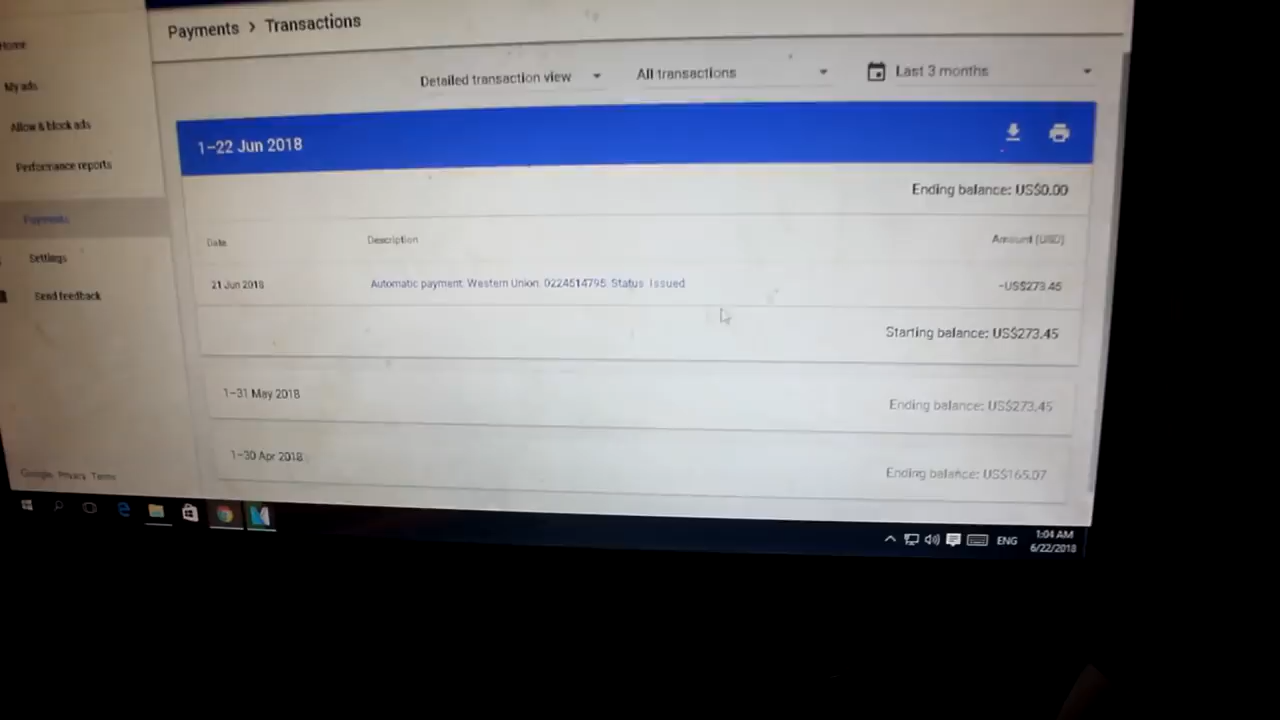 Payments > Transactions
Home
My ads
Allow & block ads
Performance reports
Payments
Settings
Send feedback
Detailed transaction view
All transactions
Last 3 months
1–22 Jun 2018
Ending balance: US$0.00
Date
Description
Amount (USD)
21 Jun 2018
Automatic payment: Western Union: 0224514795. Status: Issued
-US$273.45
Starting balance: US$273.45
1–31 May 2018
Ending balance: US$273.45
1–30 Apr 2018
Ending balance: US$165.07
Google Privacy Terms
ENG
1:04 AM
6/22/2018